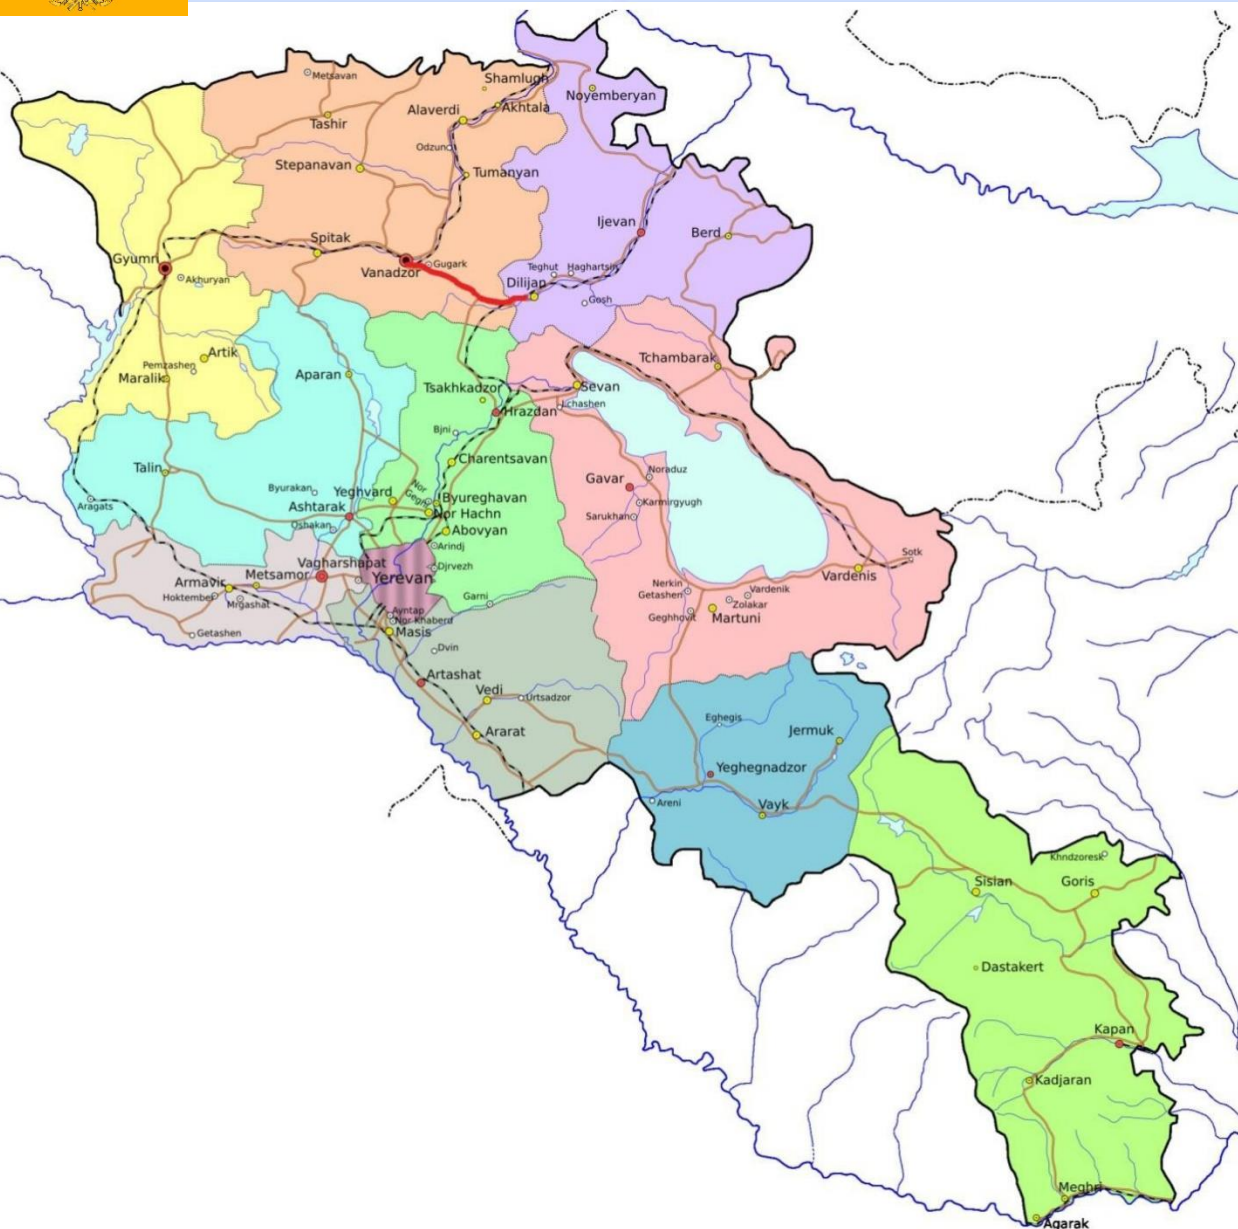 Metsavan
Shamlugh
Noyemberyan
Alaverdi
Akhtala
Tashir
Odzun
Stepanavan
Tumanyan
Ijevan
Berd
Spitak
Gyumri
Vanadzor
Gugark
Teghut
Haghartsin
Akhuryan
Dilijan
Gosh
Artik
Pemzashen
Maralik
Aparan
Tchambarak
Tsakhkadzor
Sevan
Hrazdan
Lchashen
Bjni
Charentsavan
Talin
Noraduz
Gavar
Byurakan
Yeghvard
Nor
Geghi
Byureghavan
Karmirgyugh
Aragats
Ashtarak
Nor Hachn
Sarukhan
Oshakan
Abovyan
Arindj
Sotk
Vagharshapat
Djrvezh
Metsamor
Yerevan
Vardenis
Armavir
Hoktember
Mrgashat
Garni
Nerkin
Getashen
Vardenik
Zolakar
Ayntap
Nor Kharberd
Geghhovit
Martuni
Getashen
Masis
Dvin
Artashat
Vedi
Urtsadzor
Eghegis
Ararat
Jermuk
Yeghegnadzor
Areni
Vayk
Khndzoresk
Sisian
Goris
Dastakert
Kapan
Kadjaran
Meghri
Agarak